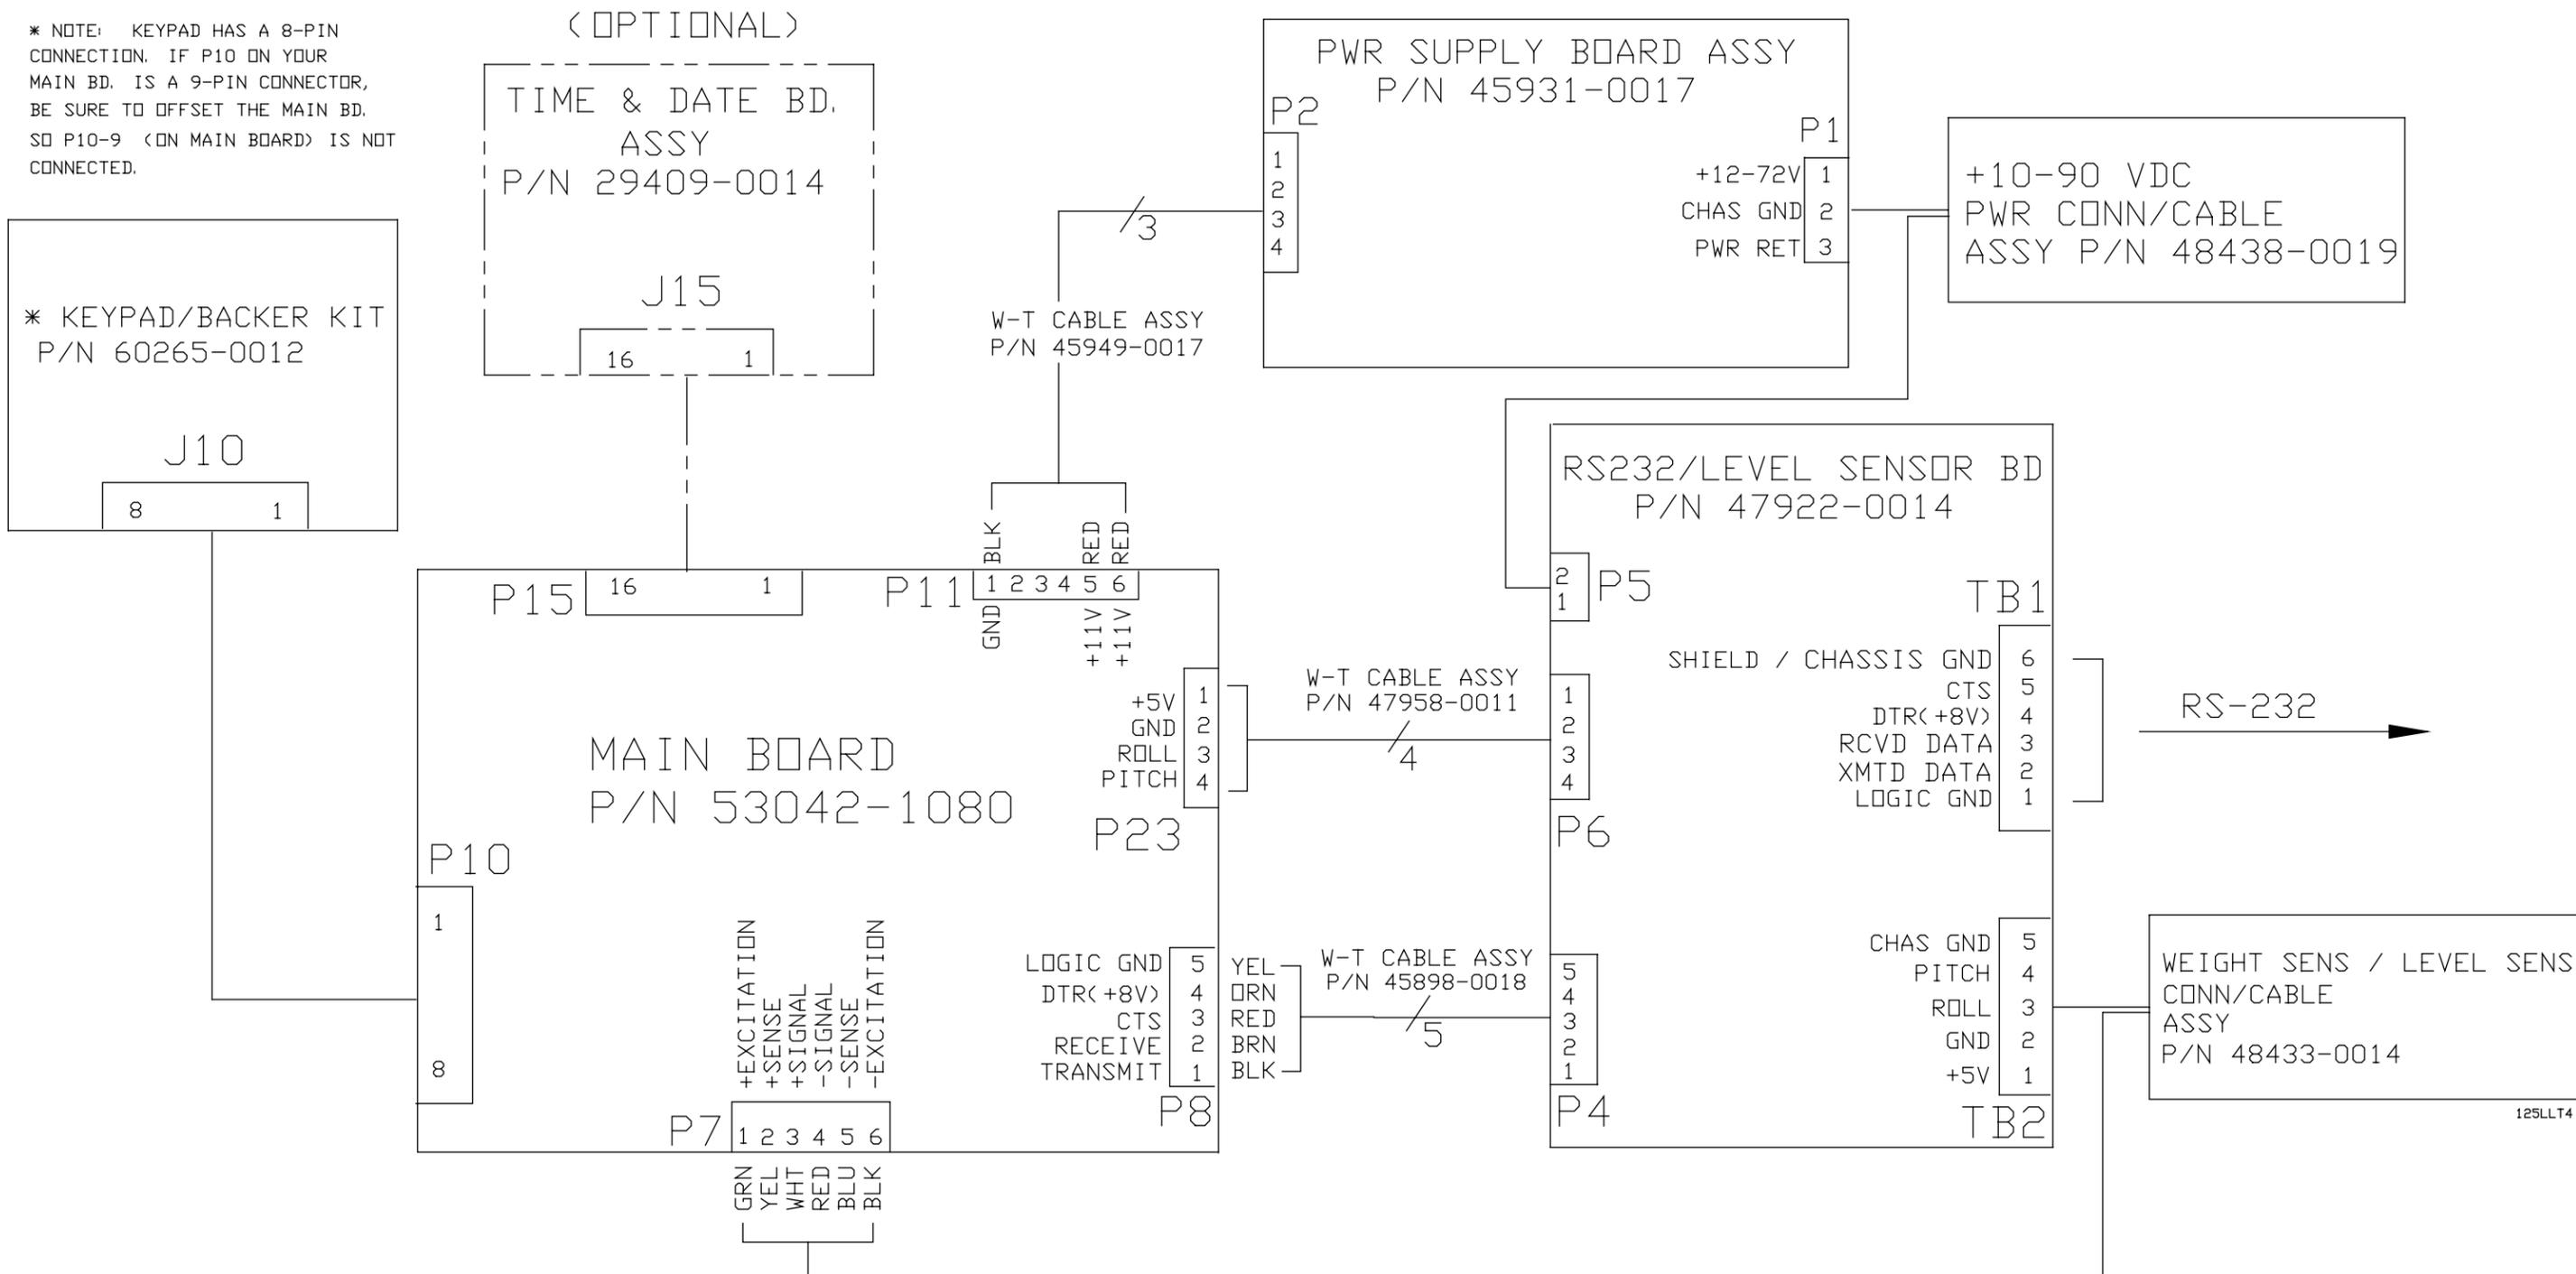 * NOTE: KEYPAD HAS A 8-PIN
CONNECTION. IF P10 ON YOUR
MAIN BD. IS A 9-PIN CONNECTOR,
BE SURE TO OFFSET THE MAIN BD.
SO P10-9 (ON MAIN BOARD) IS NOT
CONNECTED.
* KEYPAD/BACKER KIT
P/N 60265-0012
J10
8 1
(OPTIONAL)
TIME & DATE BD.
ASSY
P/N 29409-0014
J15
16 1
PWR SUPPLY BOARD ASSY
P/N 45931-0017
P2
1
2
3
4
P1
+12-72V 1
CHAS GND 2
PWR RET 3
+10-90 VDC
PWR CONN/CABLE
ASSY P/N 48438-0019
3
W-T CABLE ASSY
P/N 45949-0017
BLK RED RED
P11 1 2 3 4 5 6
GND +11V +11V
P15 16 1
MAIN BOARD
P/N 53042-1080
P10
1
8
+5V 1
GND 2
ROLL 3
PITCH 4
P23
W-T CABLE ASSY
P/N 47958-0011
4
LOGIC GND 5 YEL
DTR(+8V) 4 ORN
CTS 3 RED
RECEIVE 2 BRN
TRANSMIT 1 BLK
P8
W-T CABLE ASSY
P/N 45898-0018
5
+EXCITATION
+SENSE
+SIGNAL
-SIGNAL
-SENSE
-EXCITATION
P7 1 2 3 4 5 6
GRN
YEL
WHT
RED
BLU
BLK
RS232/LEVEL SENSOR BD
P/N 47922-0014
2
1
P5
1
2
3
4
P6
5
4
3
2
1
P4
TB1
SHIELD / CHASSIS GND 6
CTS 5
DTR(+8V) 4
RCVD DATA 3
XMTD DATA 2
LOGIC GND 1
RS-232
CHAS GND 5
PITCH 4
ROLL 3
GND 2
+5V 1
TB2
WEIGHT SENS / LEVEL SENS
CONN/CABLE
ASSY
P/N 48433-0014
125LLT4